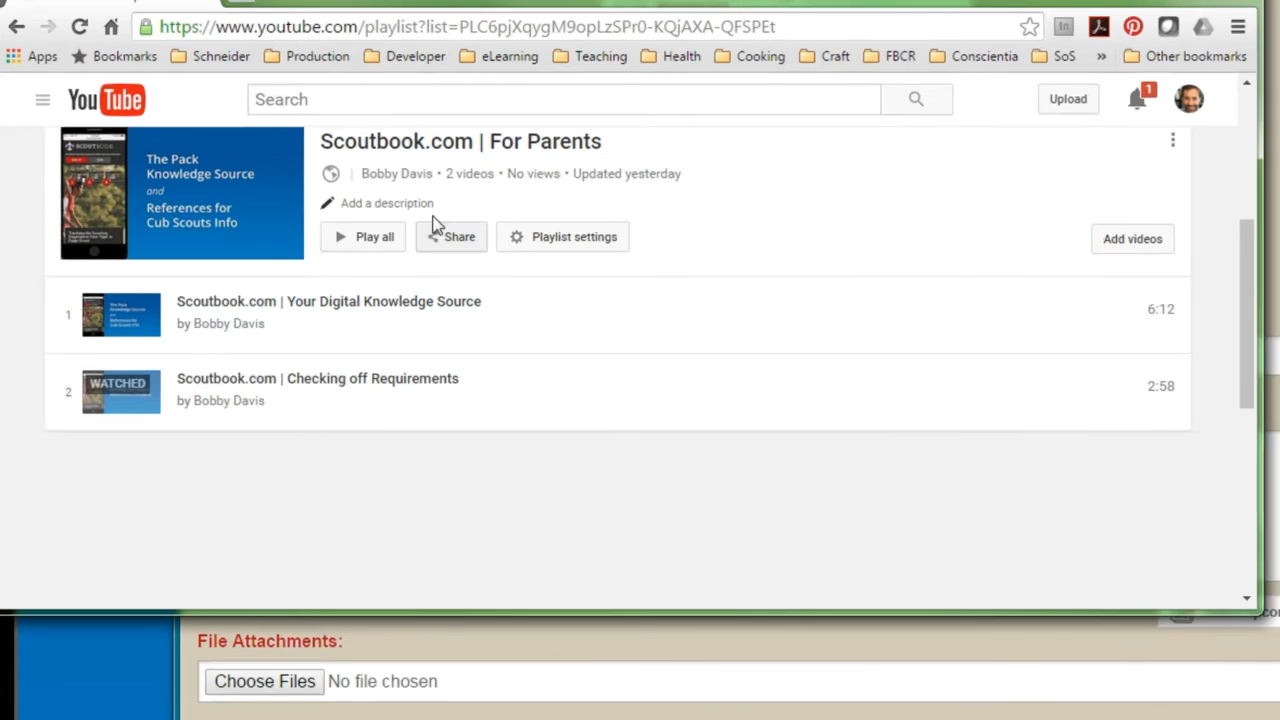 https://www.youtube.com/playlist?list=PLC6pjXqygM9opLzSPr0-KQjAXA-QFSPEt
Apps Bookmarks Schneider Production Developer eLearning Teaching Health Cooking Craft FBCR Conscientia SoS » Other bookmarks
YouTube Search Upload 1
Scoutbook.com | For Parents
The Pack
Knowledge Source
and
References for
Cub Scouts Info
SCOUTBOOK
Bobby Davis • 2 videos • No views • Updated yesterday
Add a description
Play all Share Playlist settings Add videos
1 Scoutbook.com | Your Digital Knowledge Source 6:12
by Bobby Davis
2 WATCHED Scoutbook.com | Checking off Requirements 2:58
by Bobby Davis
File Attachments:
Choose Files No file chosen